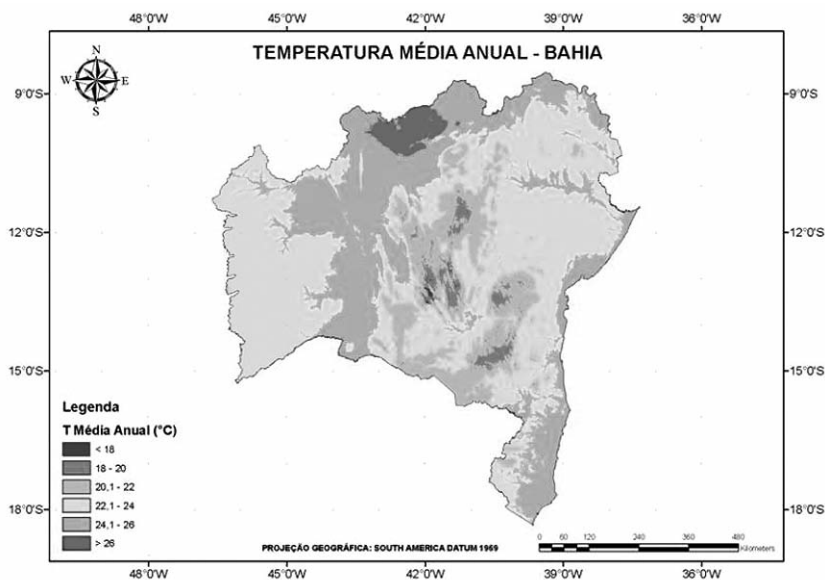 48°0'W 45°0'W 42°0'W 39°0'W 36°0'W
TEMPERATURA MÉDIA ANUAL - BAHIA
N
W E
S
9°0'S 9°0'S
12°0'S 12°0'S
15°0'S 15°0'S
Legenda
T Média Anual (°C)
< 18
18 - 20
20,1 - 22
22,1 - 24
24,1 - 26
> 26
18°0'S 18°0'S
PROJEÇÃO GEOGRÁFICA: SOUTH AMERICA DATUM 1969
0 60 120 240 360 480
Kilometers
48°0'W 45°0'W 42°0'W 39°0'W 36°0'W